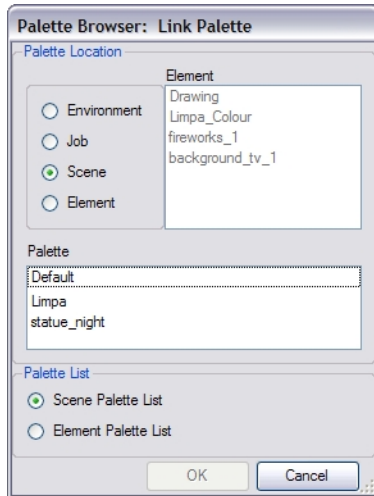 Palette Browser: Link Palette
Palette Location
Element
Environment
Job
Scene
Element
Drawing
Limpa_Colour
fireworks_1
background_tv_1
Palette
Default
Limpa
statue_night
Palette List
Scene Palette List
Element Palette List
OK
Cancel